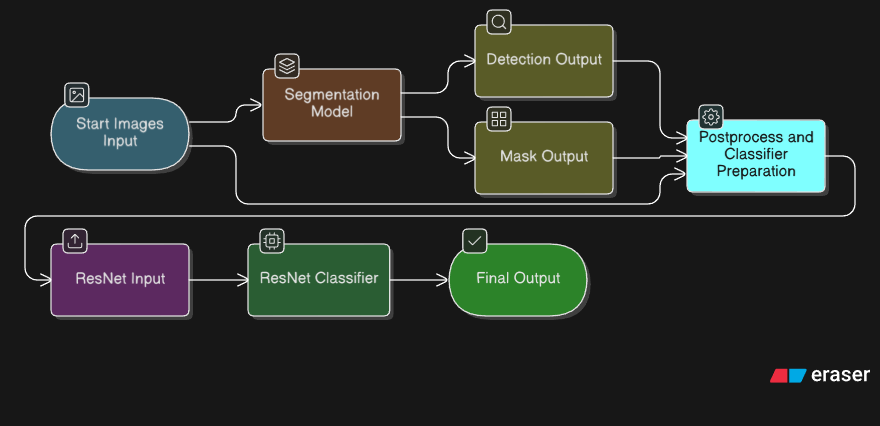 Start Images
Input
Segmentation
Model
Detection Output
Mask Output
Postprocess and
Classifier
Preparation
ResNet Input
ResNet Classifier
Final Output
eraser